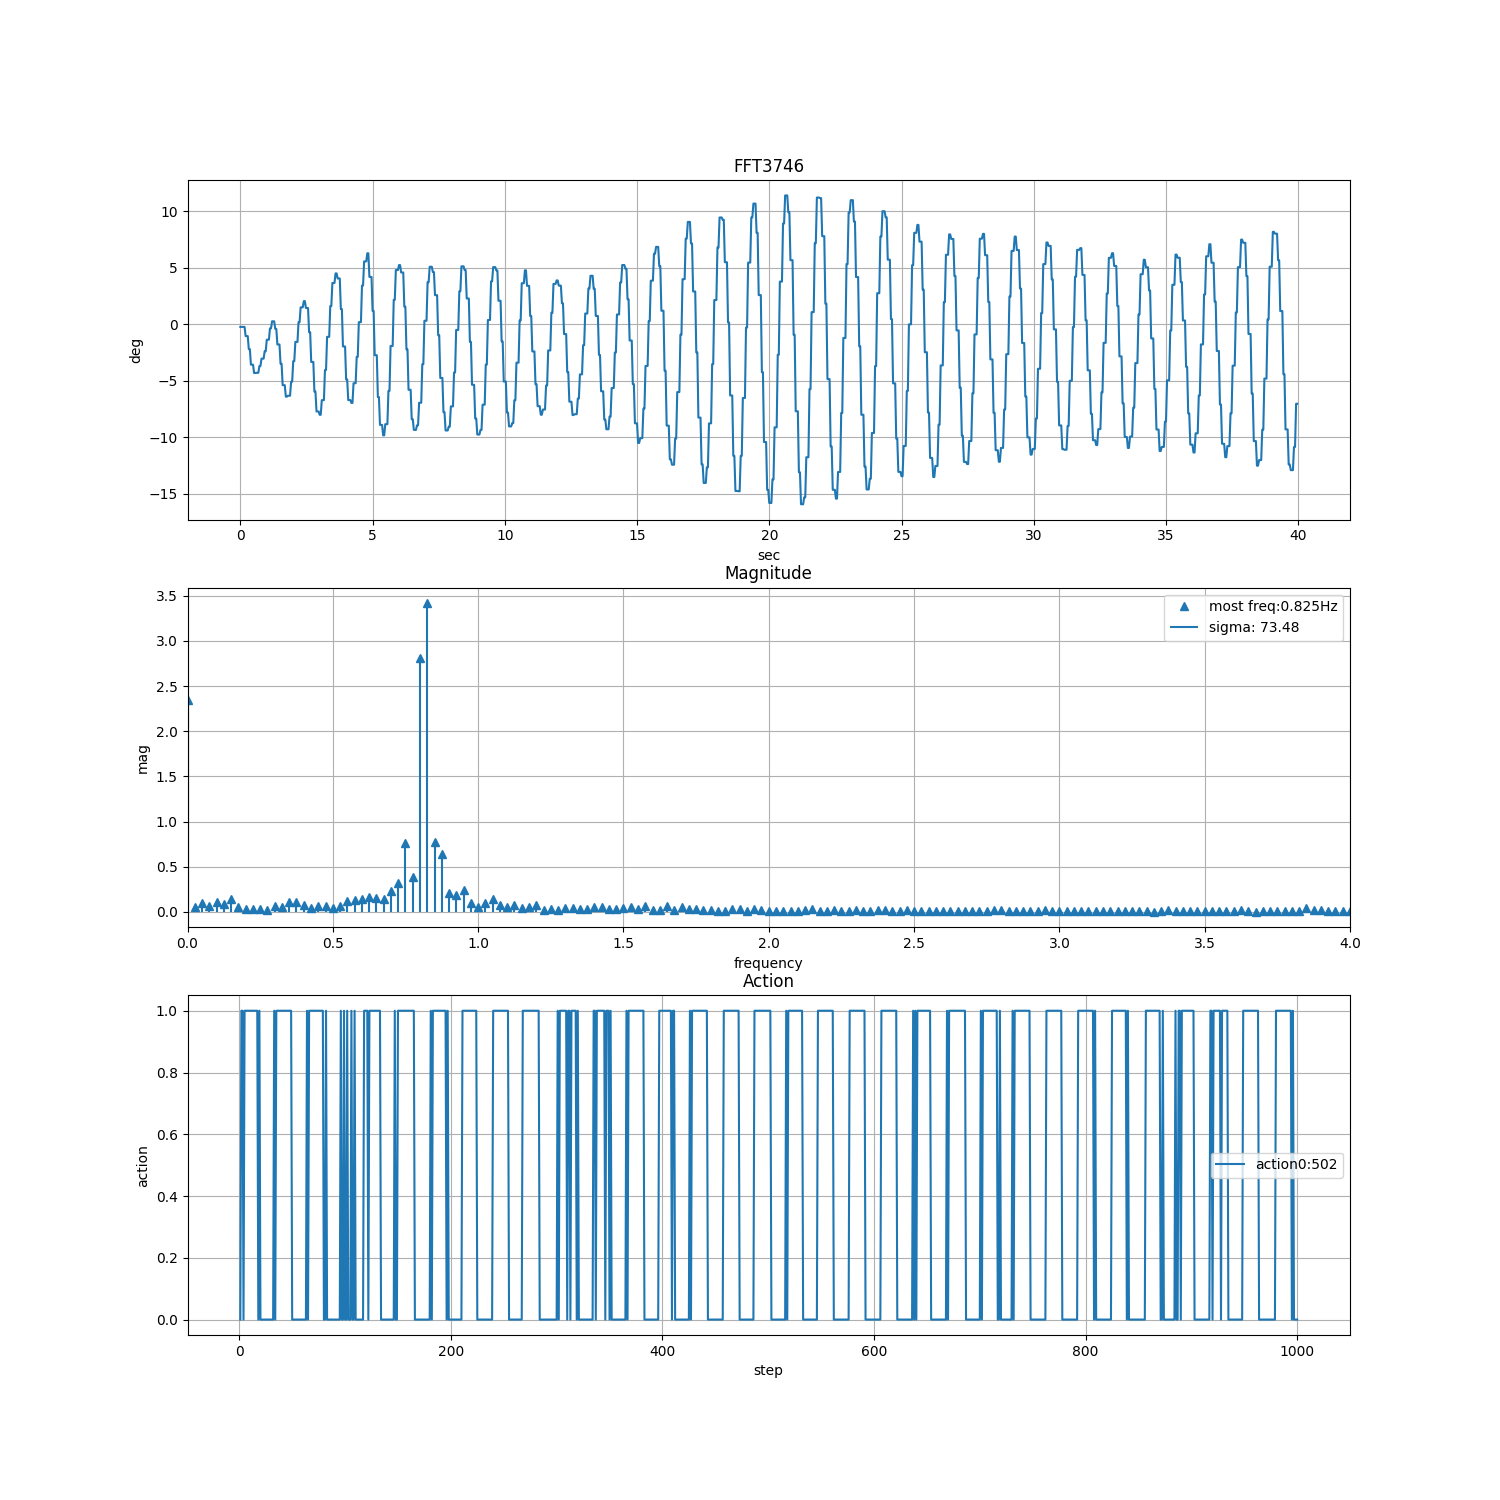 FFT3746
10
5
0
−5
−10
−15
deg
0 5 10 15 20 25 30 35 40
sec
Magnitude
3.5
3.0
2.5
2.0
1.5
1.0
0.5
0.0
mag
most freq:0.825Hz
sigma: 73.48
0.0 0.5 1.0 1.5 2.0 2.5 3.0 3.5 4.0
frequency
Action
1.0
0.8
0.6
0.4
0.2
0.0
action
action0:502
0 200 400 600 800 1000
step